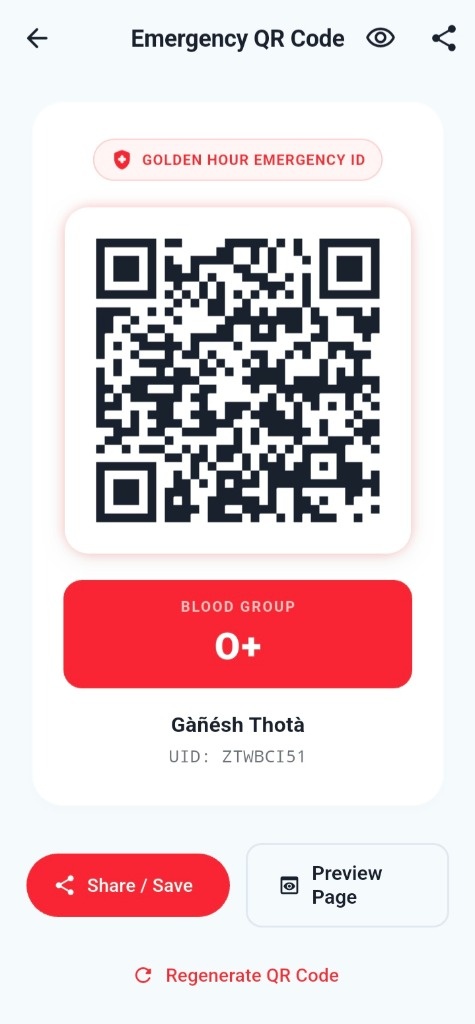 Emergency QR Code
GOLDEN HOUR EMERGENCY ID
BLOOD GROUP
O+
Gàñésh Thotà
UID: ZTWBCI51
Share / Save
Preview
Page
Regenerate QR Code